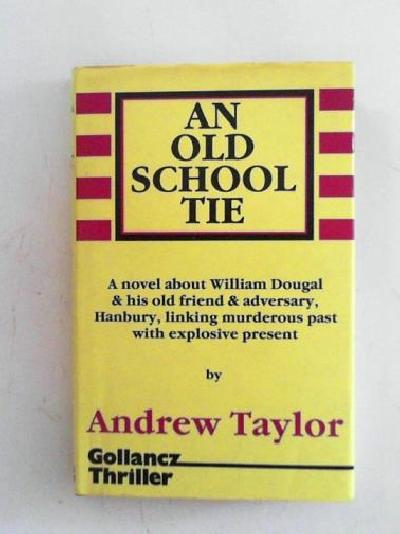 AN
OLD
SCHOOL
TIE
A novel about William Dougal
& his old friend & adversary,
Hanbury, linking murderous past
with explosive present
by
Andrew Taylor
Gollancz
Thriller